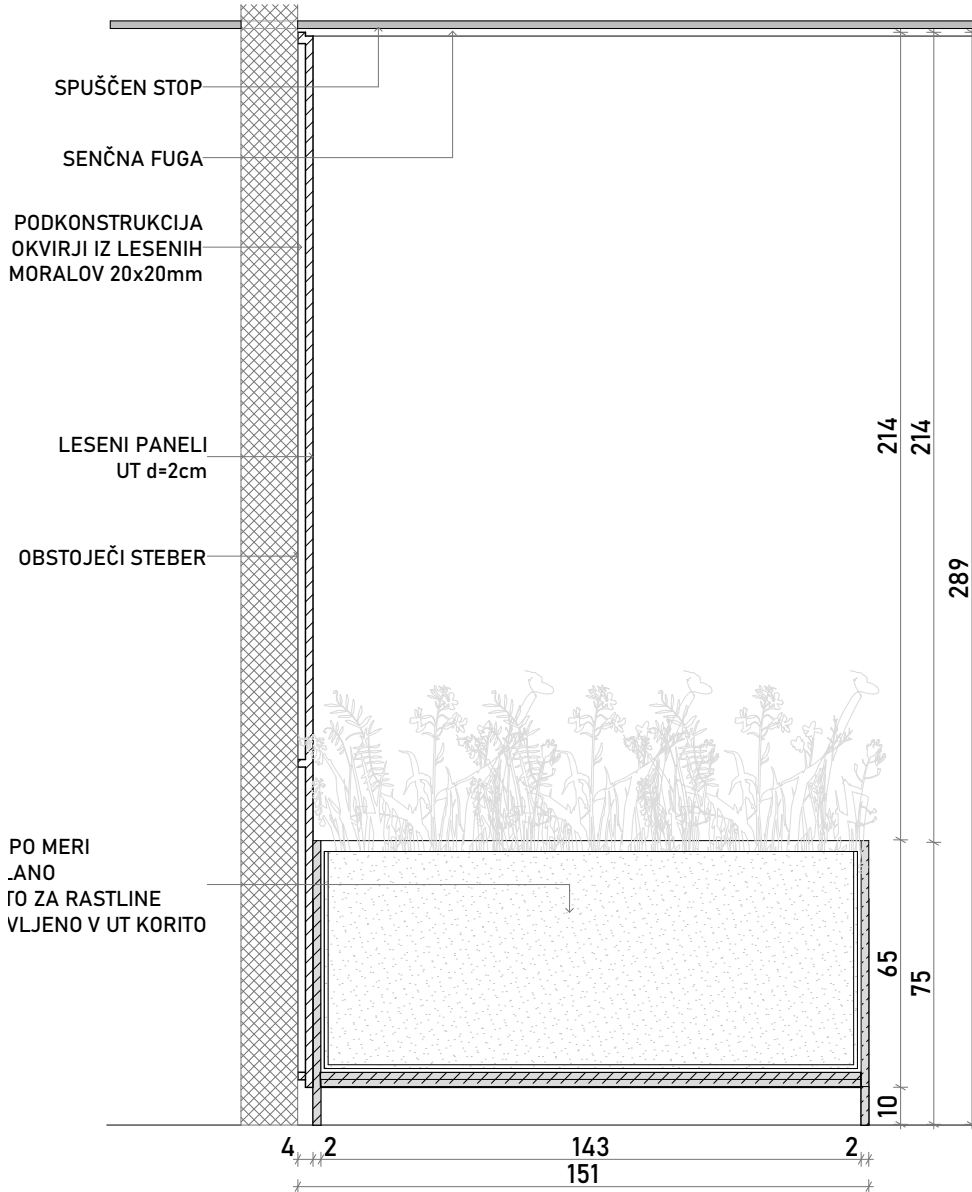 SPUŠČEN STOP
SENČNA FUGA
PODKONSTRUKCIJA
OKVIRJI IZ LESENIH
MORALOV 20x20mm
LESENI PANELI
UT d=2cm
OBSTOJEČI STEBER
PO MERI
LANO
TO ZA RASTLINE
VLJENO V UT KORITO
214
214
289
65
75
10
4
2
143
2
151